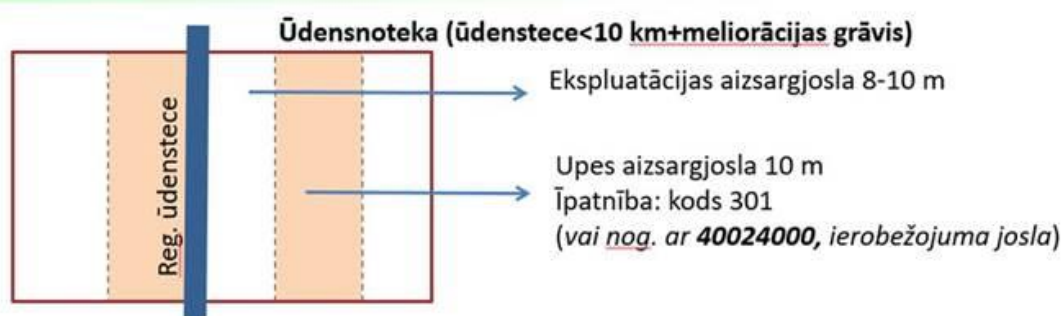 Ūdensnoteka (ūdenstece<10 km+meliorācijas grāvis)
Ekspluatācijas aizsargjosla 8-10 m
Reg. ūdenstece
Upes aizsargjosla 10 m
Īpatnība: kods 301
(vai nog. ar 40024000, ierobežojuma josla)